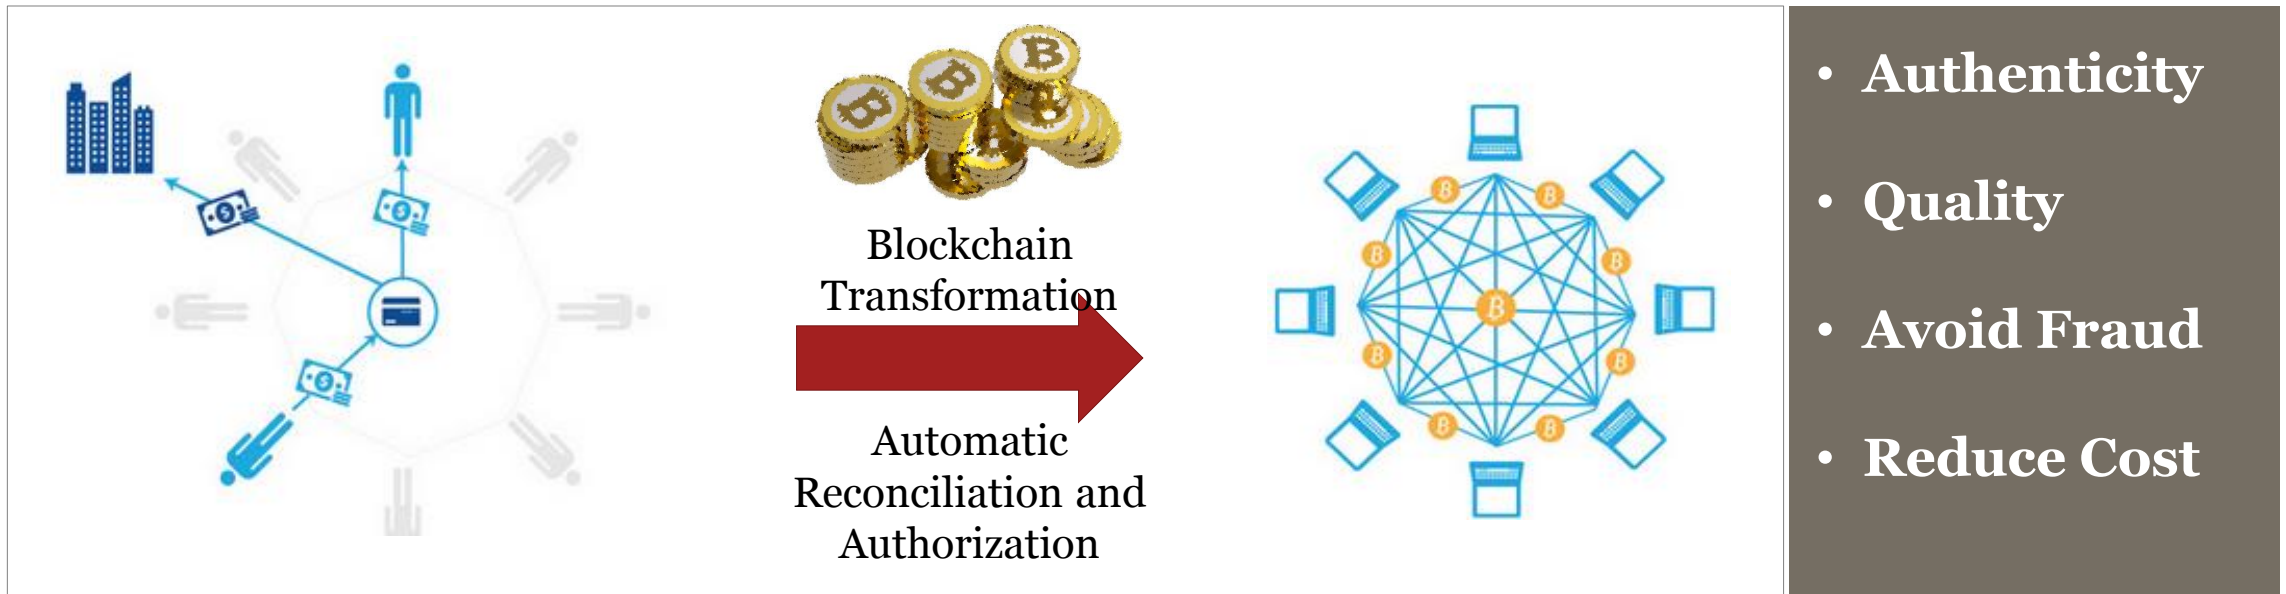 Blockchain
Transformation
Automatic
Reconciliation and
Authorization
• Authenticity
• Quality
• Avoid Fraud
• Reduce Cost